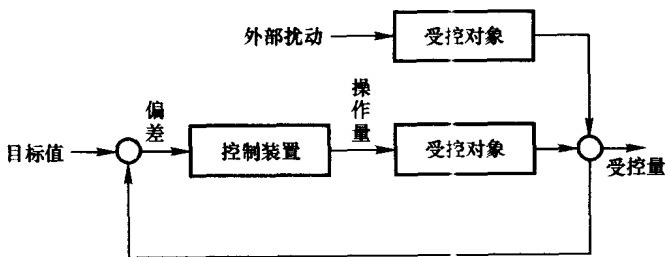 外部扰动
受控对象
操作量
偏差
目标值
控制装置
受控对象
受控量